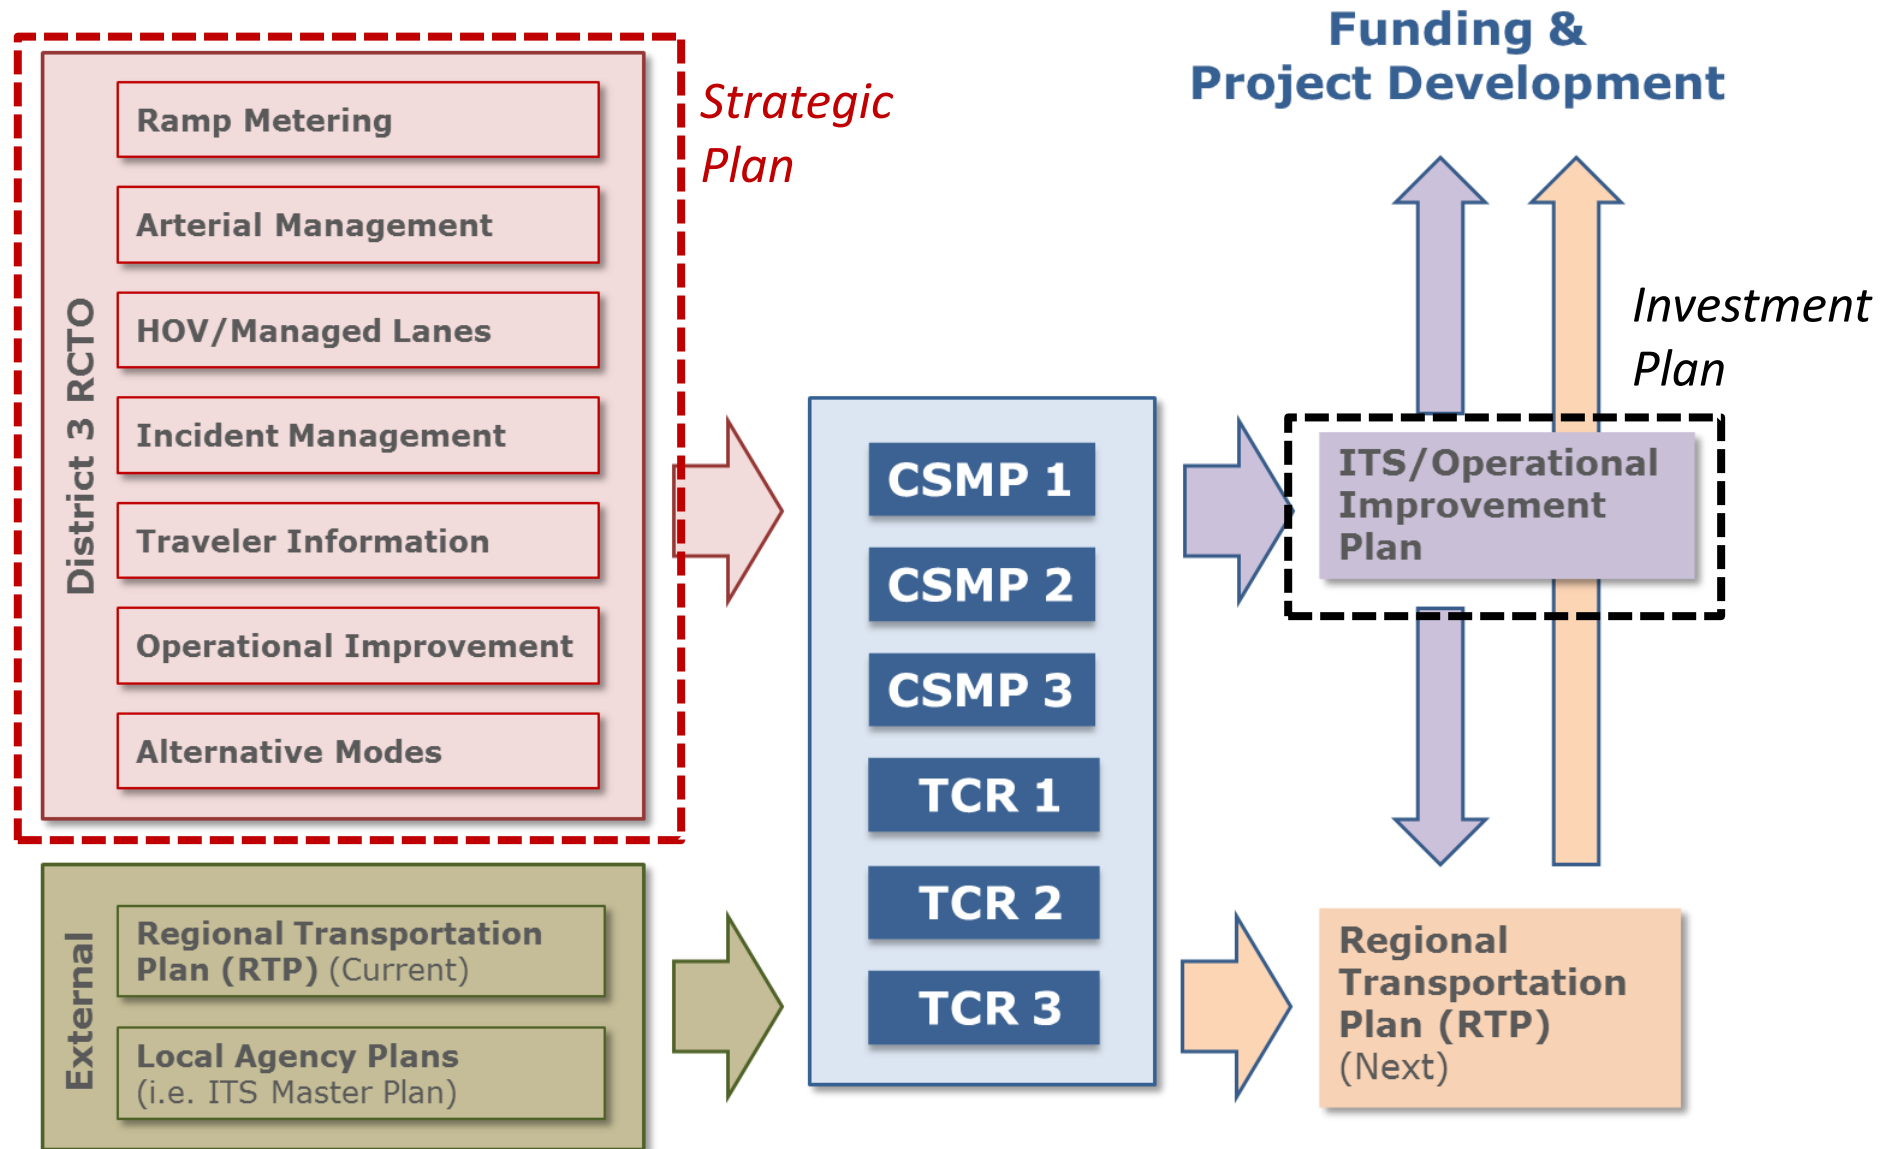 Funding &
Project Development
Strategic
Plan
District 3 RCTO
Ramp Metering
Arterial Management
HOV/Managed Lanes
Incident Management
Traveler Information
Operational Improvement
Alternative Modes
External
Regional Transportation
Plan (RTP) (Current)
Local Agency Plans
(i.e. ITS Master Plan)
CSMP 1
CSMP 2
CSMP 3
TCR 1
TCR 2
TCR 3
Investment
Plan
ITS/Operational
Improvement
Plan
Regional
Transportation
Plan (RTP)
(Next)